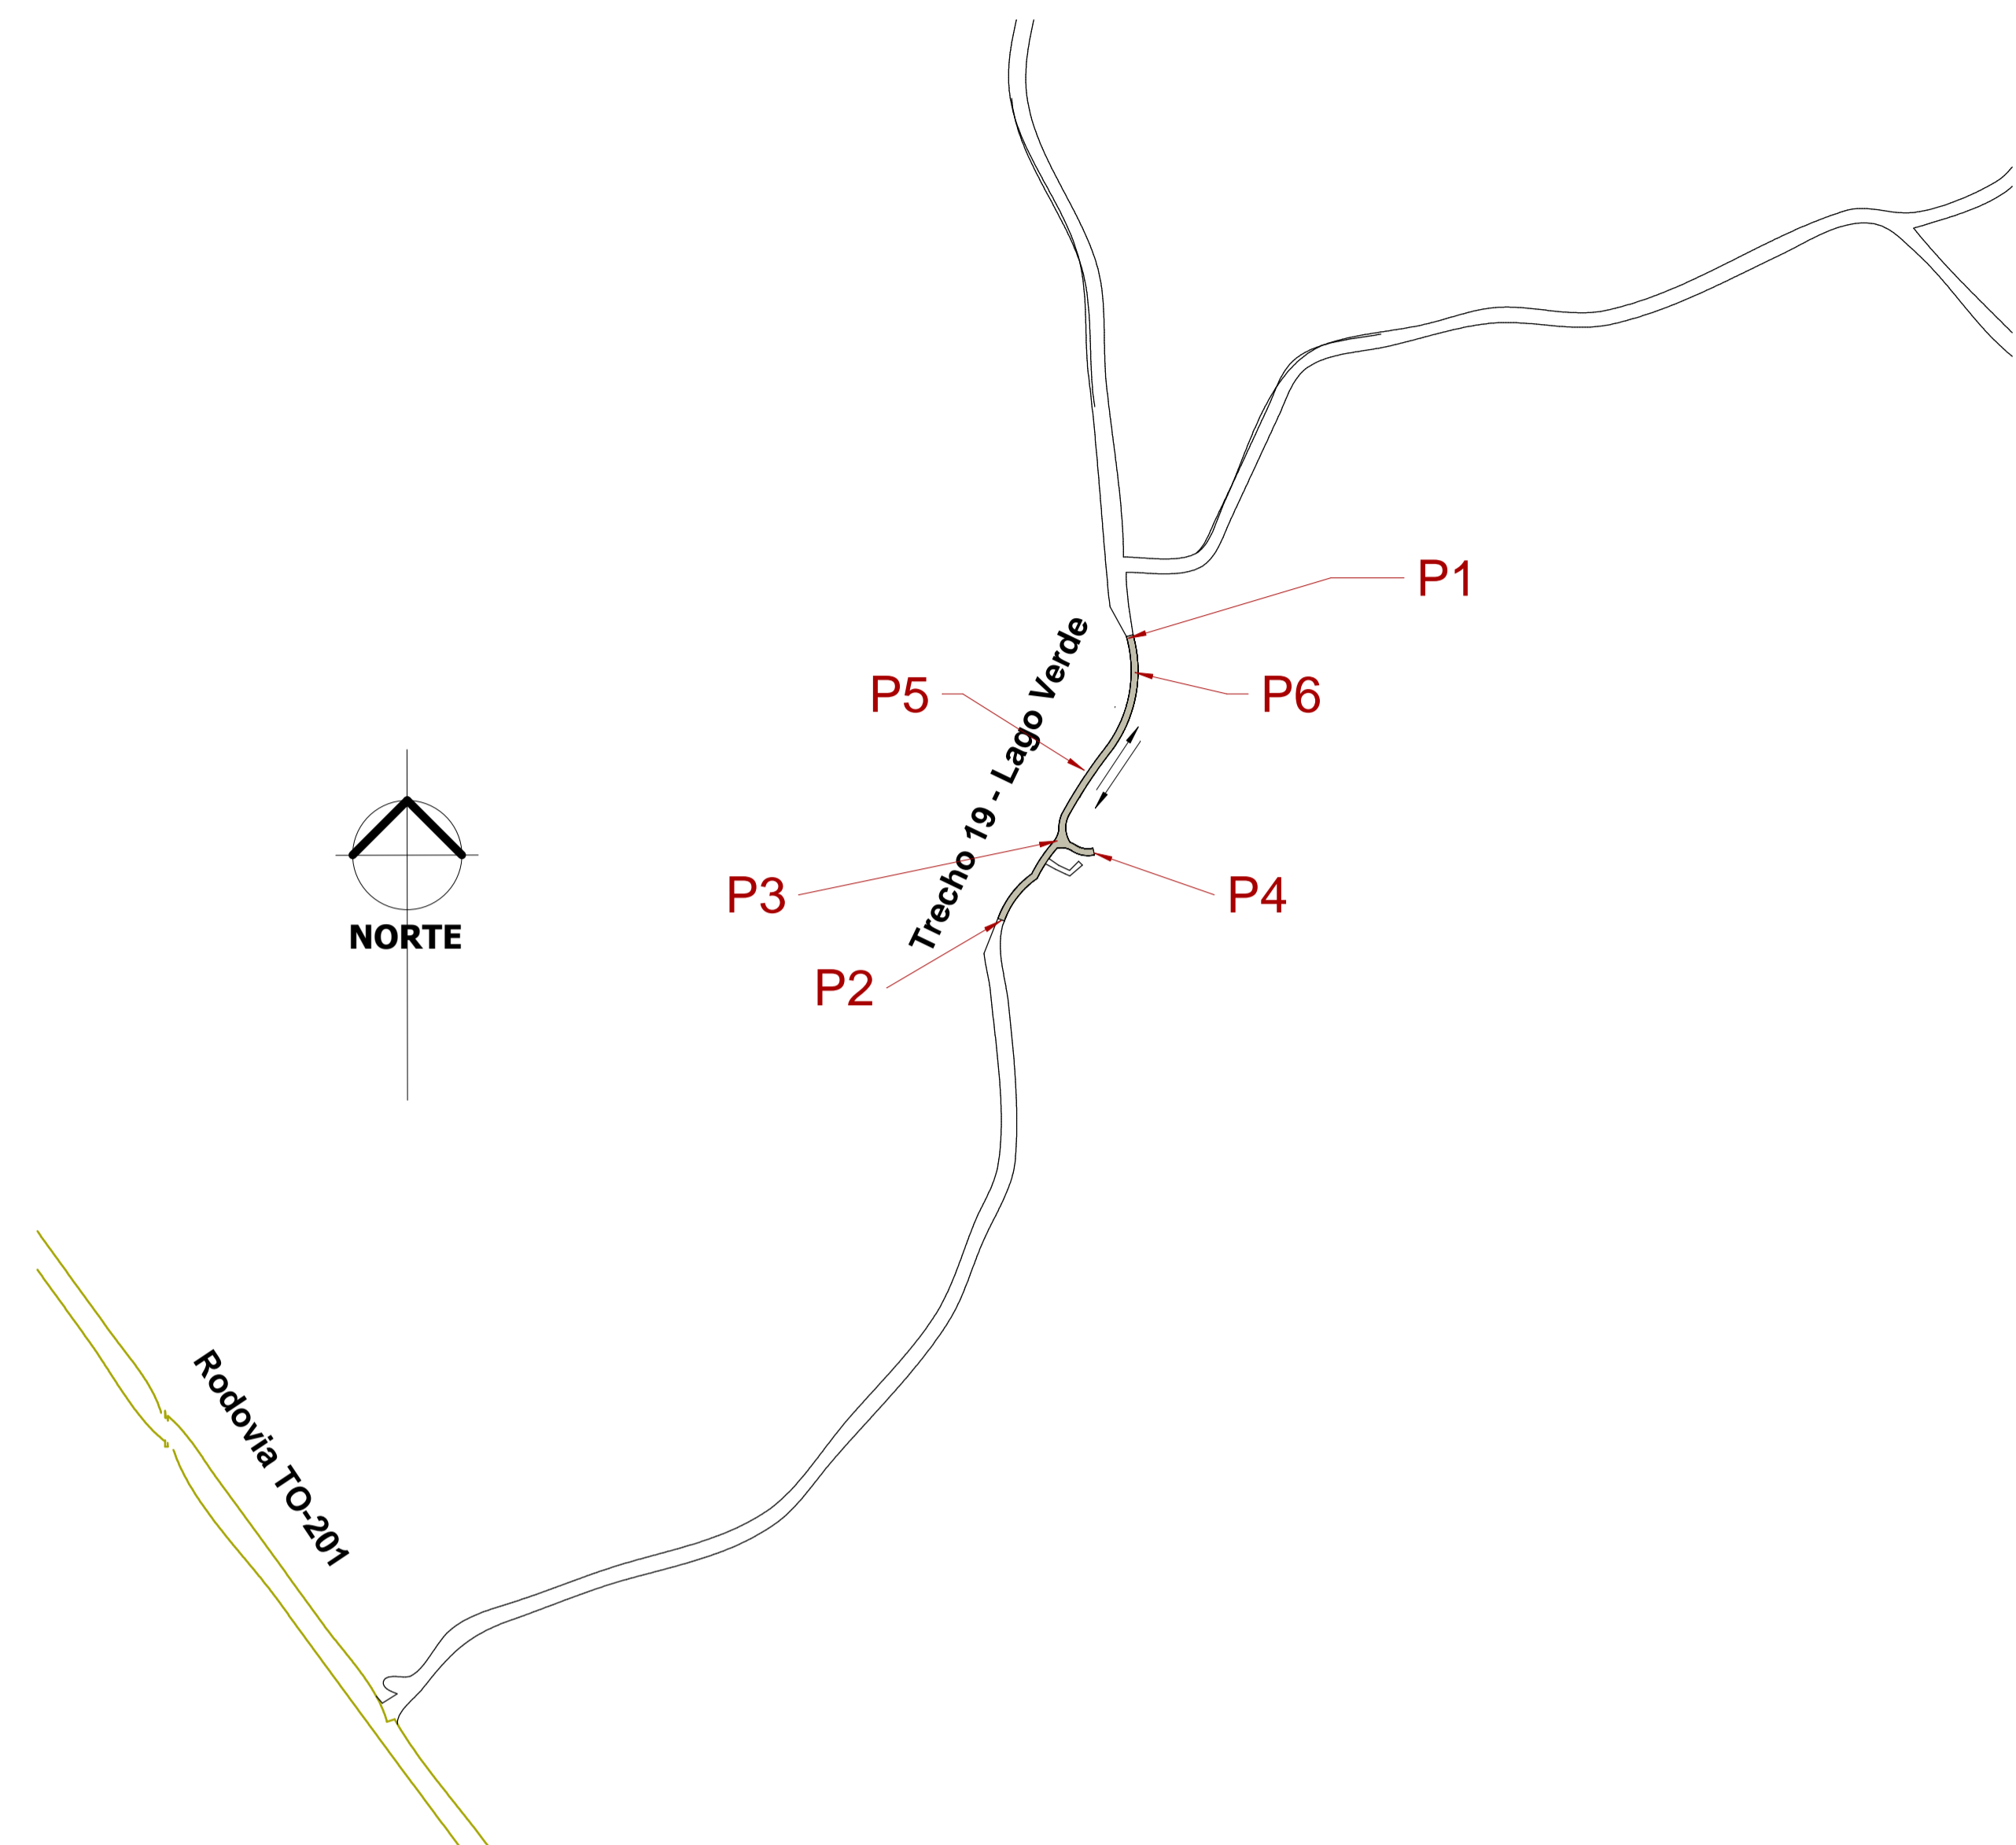 P1
P5
P6
Trecho 19 - Lago Verde
P3
P4
NORTE
P2
Rodovia TO-201